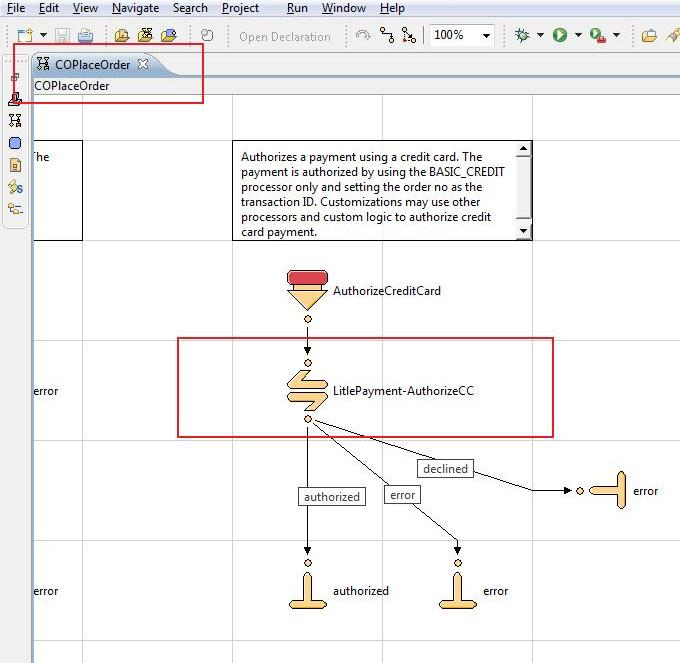 File Edit View Navigate Search Project Run Window Help
Open Declaration 100%
COPlaceOrder
COPlaceOrder
The
Authorizes a payment using a credit card. The
payment is authorized by using the BASIC_CREDIT
processor only and setting the order no as the
transaction ID. Customizations may use other
processors and custom logic to authorize credit
card payment.
AuthorizeCreditCard
error
LitlePayment-AuthorizeCC
declined
authorized
error
error
error
authorized
error